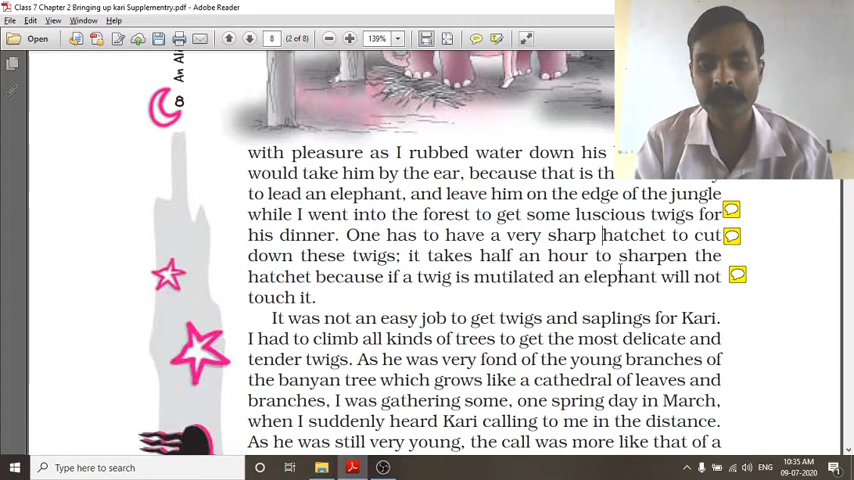 Class 7 Chapter 2 Bringing up kari Supplementry.pdf - Adobe Reader
File Edit View Window Help
Open 8 (2 of 8) 139%
8 An Al
with pleasure as I rubbed water down his
would take him by the ear, because that is th
to lead an elephant, and leave him on the edge of the jungle
while I went into the forest to get some luscious twigs for
his dinner. One has to have a very sharp hatchet to cut
down these twigs; it takes half an hour to sharpen the
hatchet because if a twig is mutilated an elephant will not
touch it.
It was not an easy job to get twigs and saplings for Kari.
I had to climb all kinds of trees to get the most delicate and
tender twigs. As he was very fond of the young branches of
the banyan tree which grows like a cathedral of leaves and
branches, I was gathering some, one spring day in March,
when I suddenly heard Kari calling to me in the distance.
As he was still very young, the call was more like that of a
Type here to search
ENG
10:35 AM
09-07-2020